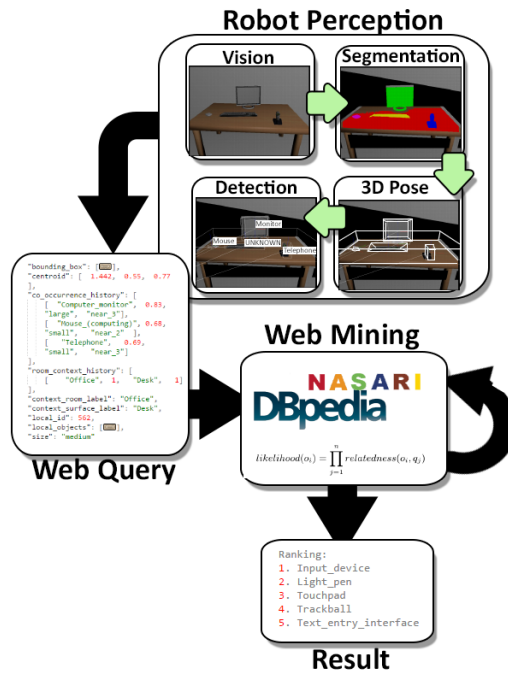 Robot Perception
Vision
Segmentation
Detection
3D Pose
Monitor
Mouse
UNKNOWN
Telephone
"bounding_box": [...],
"centroid": [ 1.442, 0.55, 0.77
],
"co_occurrence_history": [
[ "Computer_monitor", 0.83,
"large", "near_3"],
[ "Mouse_(computing)", 0.68,
"small", "near_2" ],
[ "Telephone", 0.69,
"small", "near_3"]
],
"room_context_history": [
[ "Office", 1, "Desk", 1]
],
"context_room_label": "Office",
"context_surface_label": "Desk",
"local_id": 562,
"local_objects": [...],
"size": "medium"
Web Query
Web Mining
NASARI
DBpedia
likelihood(o_i) = ∏_{j=1}^{n} relatedness(o_i, q_j)
Ranking:
1. Input_device
2. Light_pen
3. Touchpad
4. Trackball
5. Text_entry_interface
Result